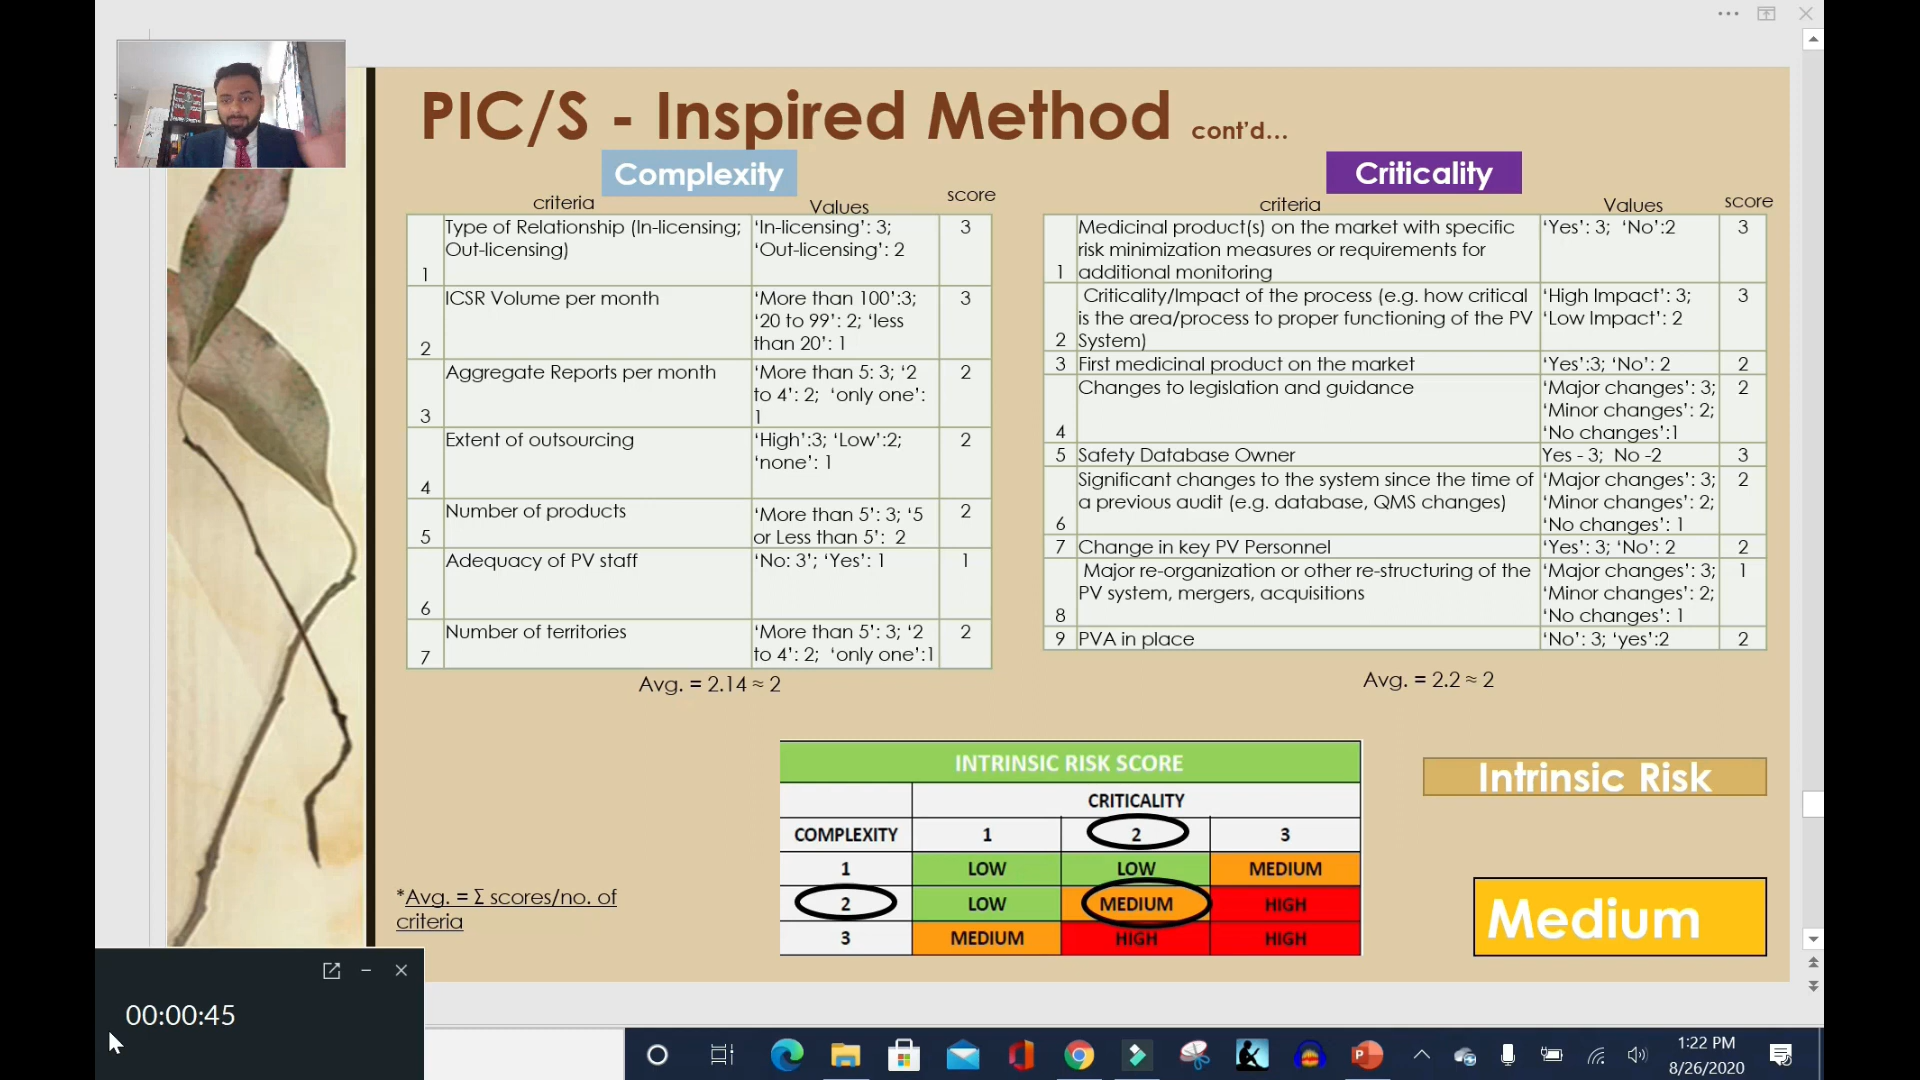 PIC/S - Inspired Method cont'd...
Complexity
criteria
Values
score
1
Type of Relationship (In-licensing;
Out-licensing)
‘In-licensing’: 3;
‘Out-licensing’: 2
3
2
ICSR Volume per month
‘More than 100’:3;
‘20 to 99’: 2; ‘less
than 20’: 1
3
3
Aggregate Reports per month
‘More than 5: 3; ‘2
to 4’: 2; ‘only one’:
1
2
4
Extent of outsourcing
‘High’:3; ‘Low’:2;
‘none’: 1
2
5
Number of products
‘More than 5’: 3; ‘5
or Less than 5’: 2
2
6
Adequacy of PV staff
‘No: 3’; ‘Yes’: 1
1
7
Number of territories
‘More than 5’: 3; ‘2
to 4’: 2; ‘only one’:1
2
Avg. = 2.14 ≈ 2
Criticality
criteria
Values
score
1
Medicinal product(s) on the market with specific
risk minimization measures or requirements for
additional monitoring
‘Yes’: 3; ‘No’:2
3
2
Criticality/Impact of the process (e.g. how critical
is the area/process to proper functioning of the PV
System)
‘High Impact’: 3;
‘Low Impact’: 2
3
3 First medicinal product on the market
‘Yes’:3; ‘No’: 2
2
4
Changes to legislation and guidance
‘Major changes’: 3;
‘Minor changes’: 2;
‘No changes’:1
2
5 Safety Database Owner
Yes - 3; No -2
3
6
Significant changes to the system since the time of
a previous audit (e.g. database, QMS changes)
‘Major changes’: 3;
‘Minor changes’: 2;
‘No changes’: 1
2
7 Change in key PV Personnel
‘Yes’: 3; ‘No’: 2
2
8
Major re-organization or other re-structuring of the
PV system, mergers, acquisitions
‘Major changes’: 3;
‘Minor changes’: 2;
‘No changes’: 1
1
9 PVA in place
‘No’: 3; ‘yes’:2
2
Avg. = 2.2 ≈ 2
INTRINSIC RISK SCORE
CRITICALITY
COMPLEXITY 1 2 3
1 LOW LOW MEDIUM
2 LOW MEDIUM HIGH
3 MEDIUM HIGH HIGH
Intrinsic Risk
Medium
*Avg. = Σ scores/no. of
criteria
00:00:45
1:22 PM
8/26/2020